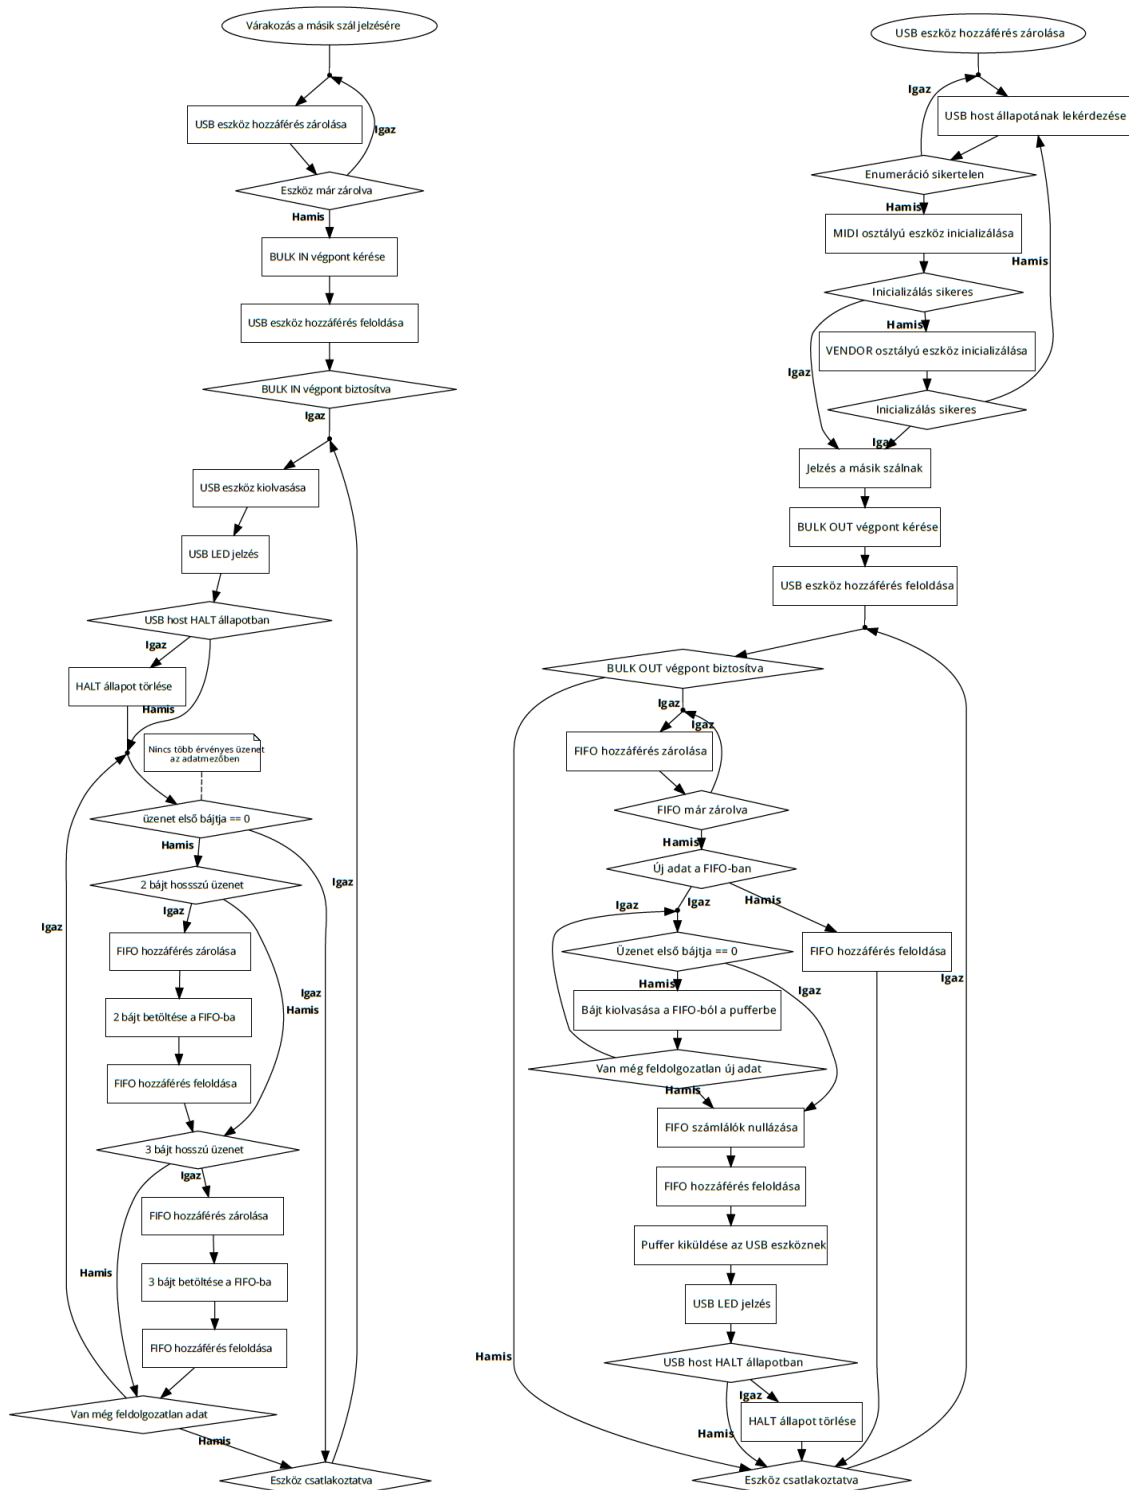 Várakozás a másik szál jelzésére
USB eszköz hozzáférés zárolása
Igaz
Eszköz már zárolva
Hamis
BULK IN végpont kérése
USB eszköz hozzáférés feloldása
BULK IN végpont biztosítva
Igaz
USB eszköz kiolvasása
USB LED jelzés
USB host HALT állapotban
Igaz
HALT állapot törlése
Hamis
Nincs több érvényes üzenet
az adatmezőben
üzenet első bájtja == 0
Hamis
Igaz
2 bájt hossszú üzenet
Igaz
Igaz
FIFO hozzáférés zárolása
Igaz
Hamis
2 bájt betöltése a FIFO-ba
FIFO hozzáférés feloldása
3 bájt hosszú üzenet
Igaz
FIFO hozzáférés zárolása
Hamis
3 bájt betöltése a FIFO-ba
FIFO hozzáférés feloldása
Van még feldolgozatlan adat
Hamis
Eszköz csatlakoztatva
USB eszköz hozzáférés zárolása
Igaz
USB host állapotának lekérdezése
Enumeráció sikertelen
Hamis
MIDI osztályú eszköz inicializálása
Hamis
Inicializálás sikeres
Hamis
VENDOR osztályú eszköz inicializálása
Igaz
Inicializálás sikeres
Igaz
Jelzés a másik szálnak
BULK OUT végpont kérése
USB eszköz hozzáférés feloldása
BULK OUT végpont biztosítva
Igaz
Igaz
FIFO hozzáférés zárolása
FIFO már zárolva
Hamis
Új adat a FIFO-ban
Igaz
Igaz
Hamis
Üzenet első bájtja == 0
FIFO hozzáférés feloldása
Hamis
Igaz
Igaz
Bájt kiolvasása a FIFO-ból a pufferbe
Van még feldolgozatlan új adat
Hamis
FIFO számlálók nullázása
FIFO hozzáférés feloldása
Puffer kiküldése az USB eszköznek
USB LED jelzés
Hamis
USB host HALT állapotban
Igaz
HALT állapot törlése
Hamis
Eszköz csatlakoztatva